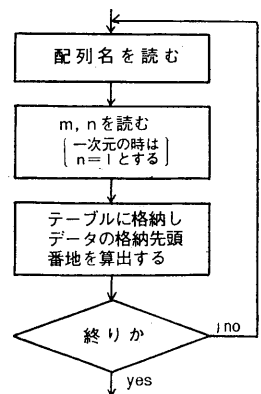 配列名を読む
m, nを読む
一次元の時は
n=1とする
テーブルに格納し
データの格納先頭
番地を算出する
終りか
no
yes